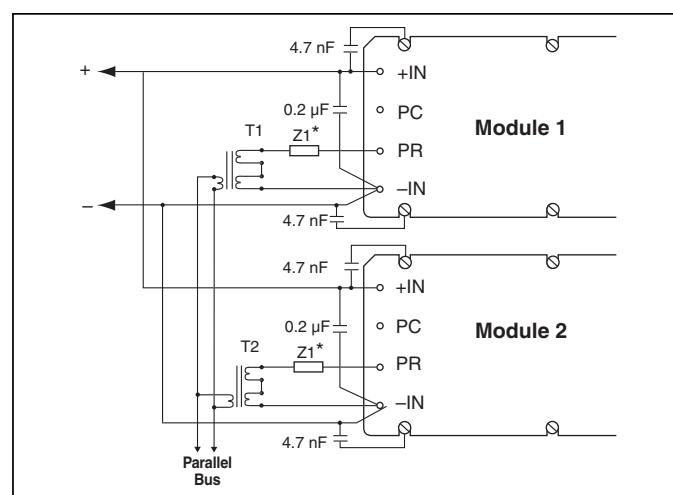 4.7 nF
+
+IN
0.2 µF
PC
T1
Z1*
Module 1
PR
–IN
–
4.7 nF
4.7 nF
+IN
0.2 µF
PC
T2
Z1*
Module 2
PR
–IN
4.7 nF
Parallel
Bus